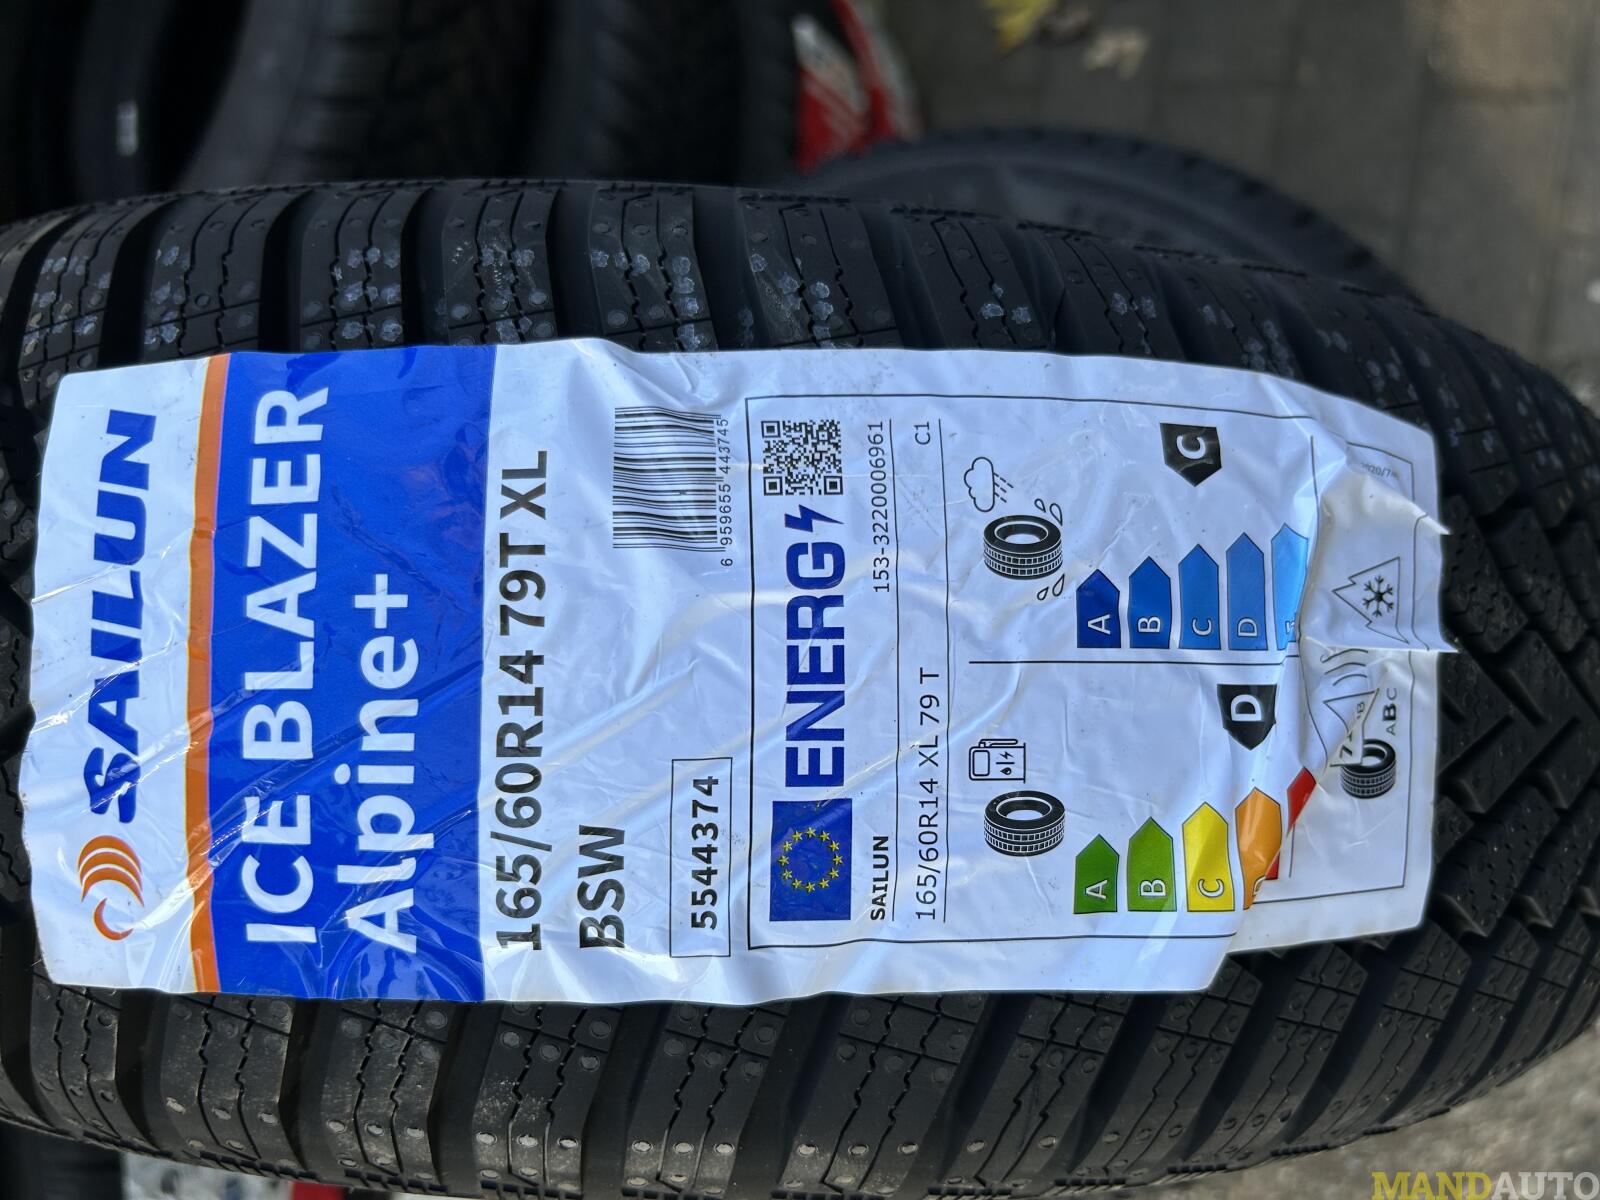 SAILUN
ICE BLAZER
Alpine+
165/60R14 79T XL
BSW
5544374
6 959655 443745
ENERG
SAILUN
153-3220006961
165/60R14 XL 79 T
C1
A
B
C
D
A
B
C
D
C
D
ABC
MANDAUTO